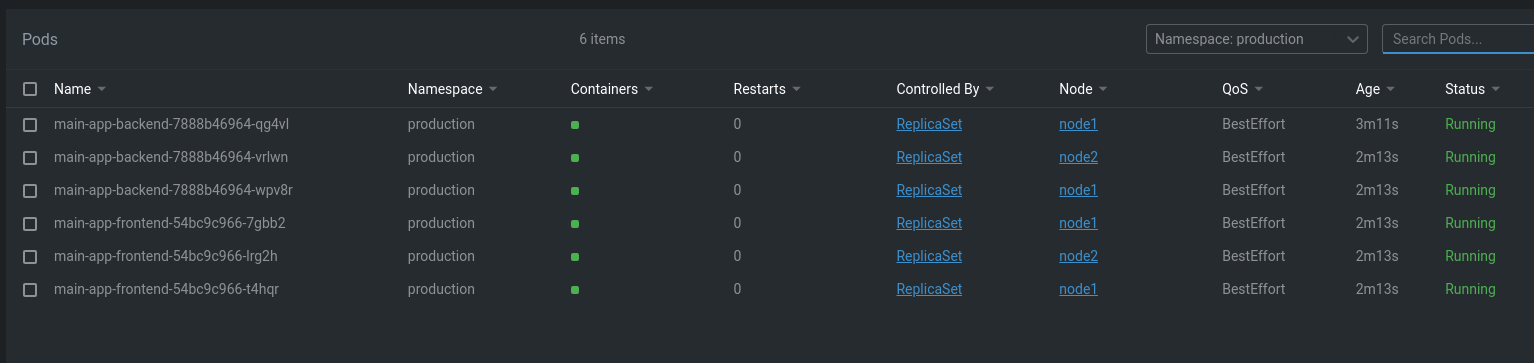 Pods 6 items Namespace: production Search Pods...
Name Namespace Containers Restarts Controlled By Node QoS Age Status
main-app-backend-7888b46964-qg4vl production 0 ReplicaSet node1 BestEffort 3m11s Running
main-app-backend-7888b46964-vrlwn production 0 ReplicaSet node2 BestEffort 2m13s Running
main-app-backend-7888b46964-wpv8r production 0 ReplicaSet node1 BestEffort 2m13s Running
main-app-frontend-54bc9c966-7gbb2 production 0 ReplicaSet node1 BestEffort 2m13s Running
main-app-frontend-54bc9c966-lrg2h production 0 ReplicaSet node2 BestEffort 2m13s Running
main-app-frontend-54bc9c966-t4hqr production 0 ReplicaSet node1 BestEffort 2m13s Running